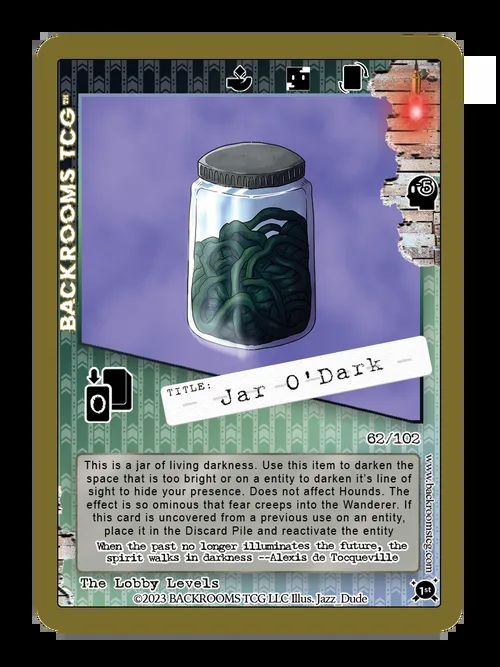 BACKROOMS TCG™
5
TITLE: Jar O'Dark
0
62/102
This is a jar of living darkness. Use this item to darken the
space that is too bright or on a entity to darken it's line of
sight to hide your presence. Does not affect Hounds. The
effect is so ominous that fear creeps into the Wanderer. If
this card is uncovered from a previous use on an entity,
place it in the Discard Pile and reactivate the entity
When the past no longer illuminates the future, the
spirit walks in darkness --Alexis de Tocqueville
www.backroomstcg.com
The Lobby Levels
©2023 BACKROOMS TCG LLC Illus. Jazz_Dude
1st